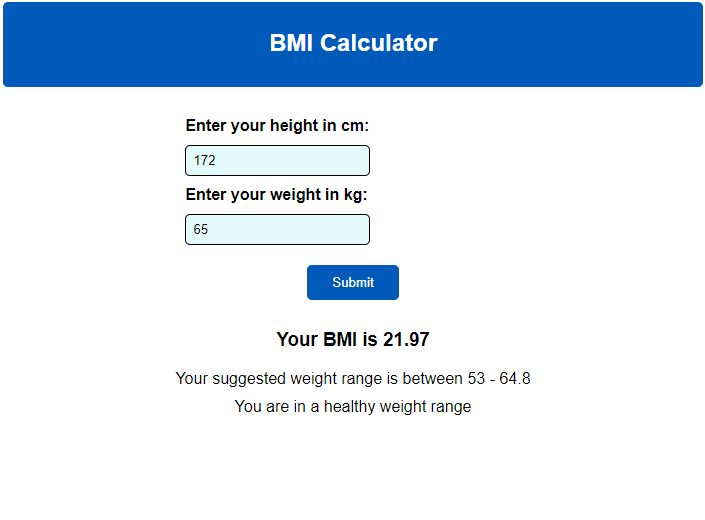 BMI Calculator
Enter your height in cm:
172
Enter your weight in kg:
65
Submit
Your BMI is 21.97
Your suggested weight range is between 53 - 64.8
You are in a healthy weight range